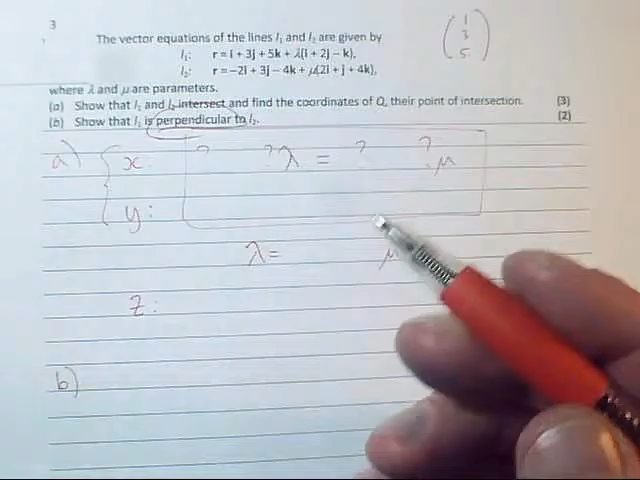 3
The vector equations of the lines l₁ and l₂ are given by
l₁: r = i + 3j + 5k + λ(i + 2j – k),
l₂: r = –2i + 3j – 4k + μ(2i + j + 4k),
where λ and μ are parameters.
(a) Show that l₁ and l₂ intersect and find the coordinates of Q, their point of intersection. (3)
(b) Show that l₁ is perpendicular to l₂. (2)
1
3
5
a) x ? ? λ = ? ? μ
y:
λ = μ
z:
b)